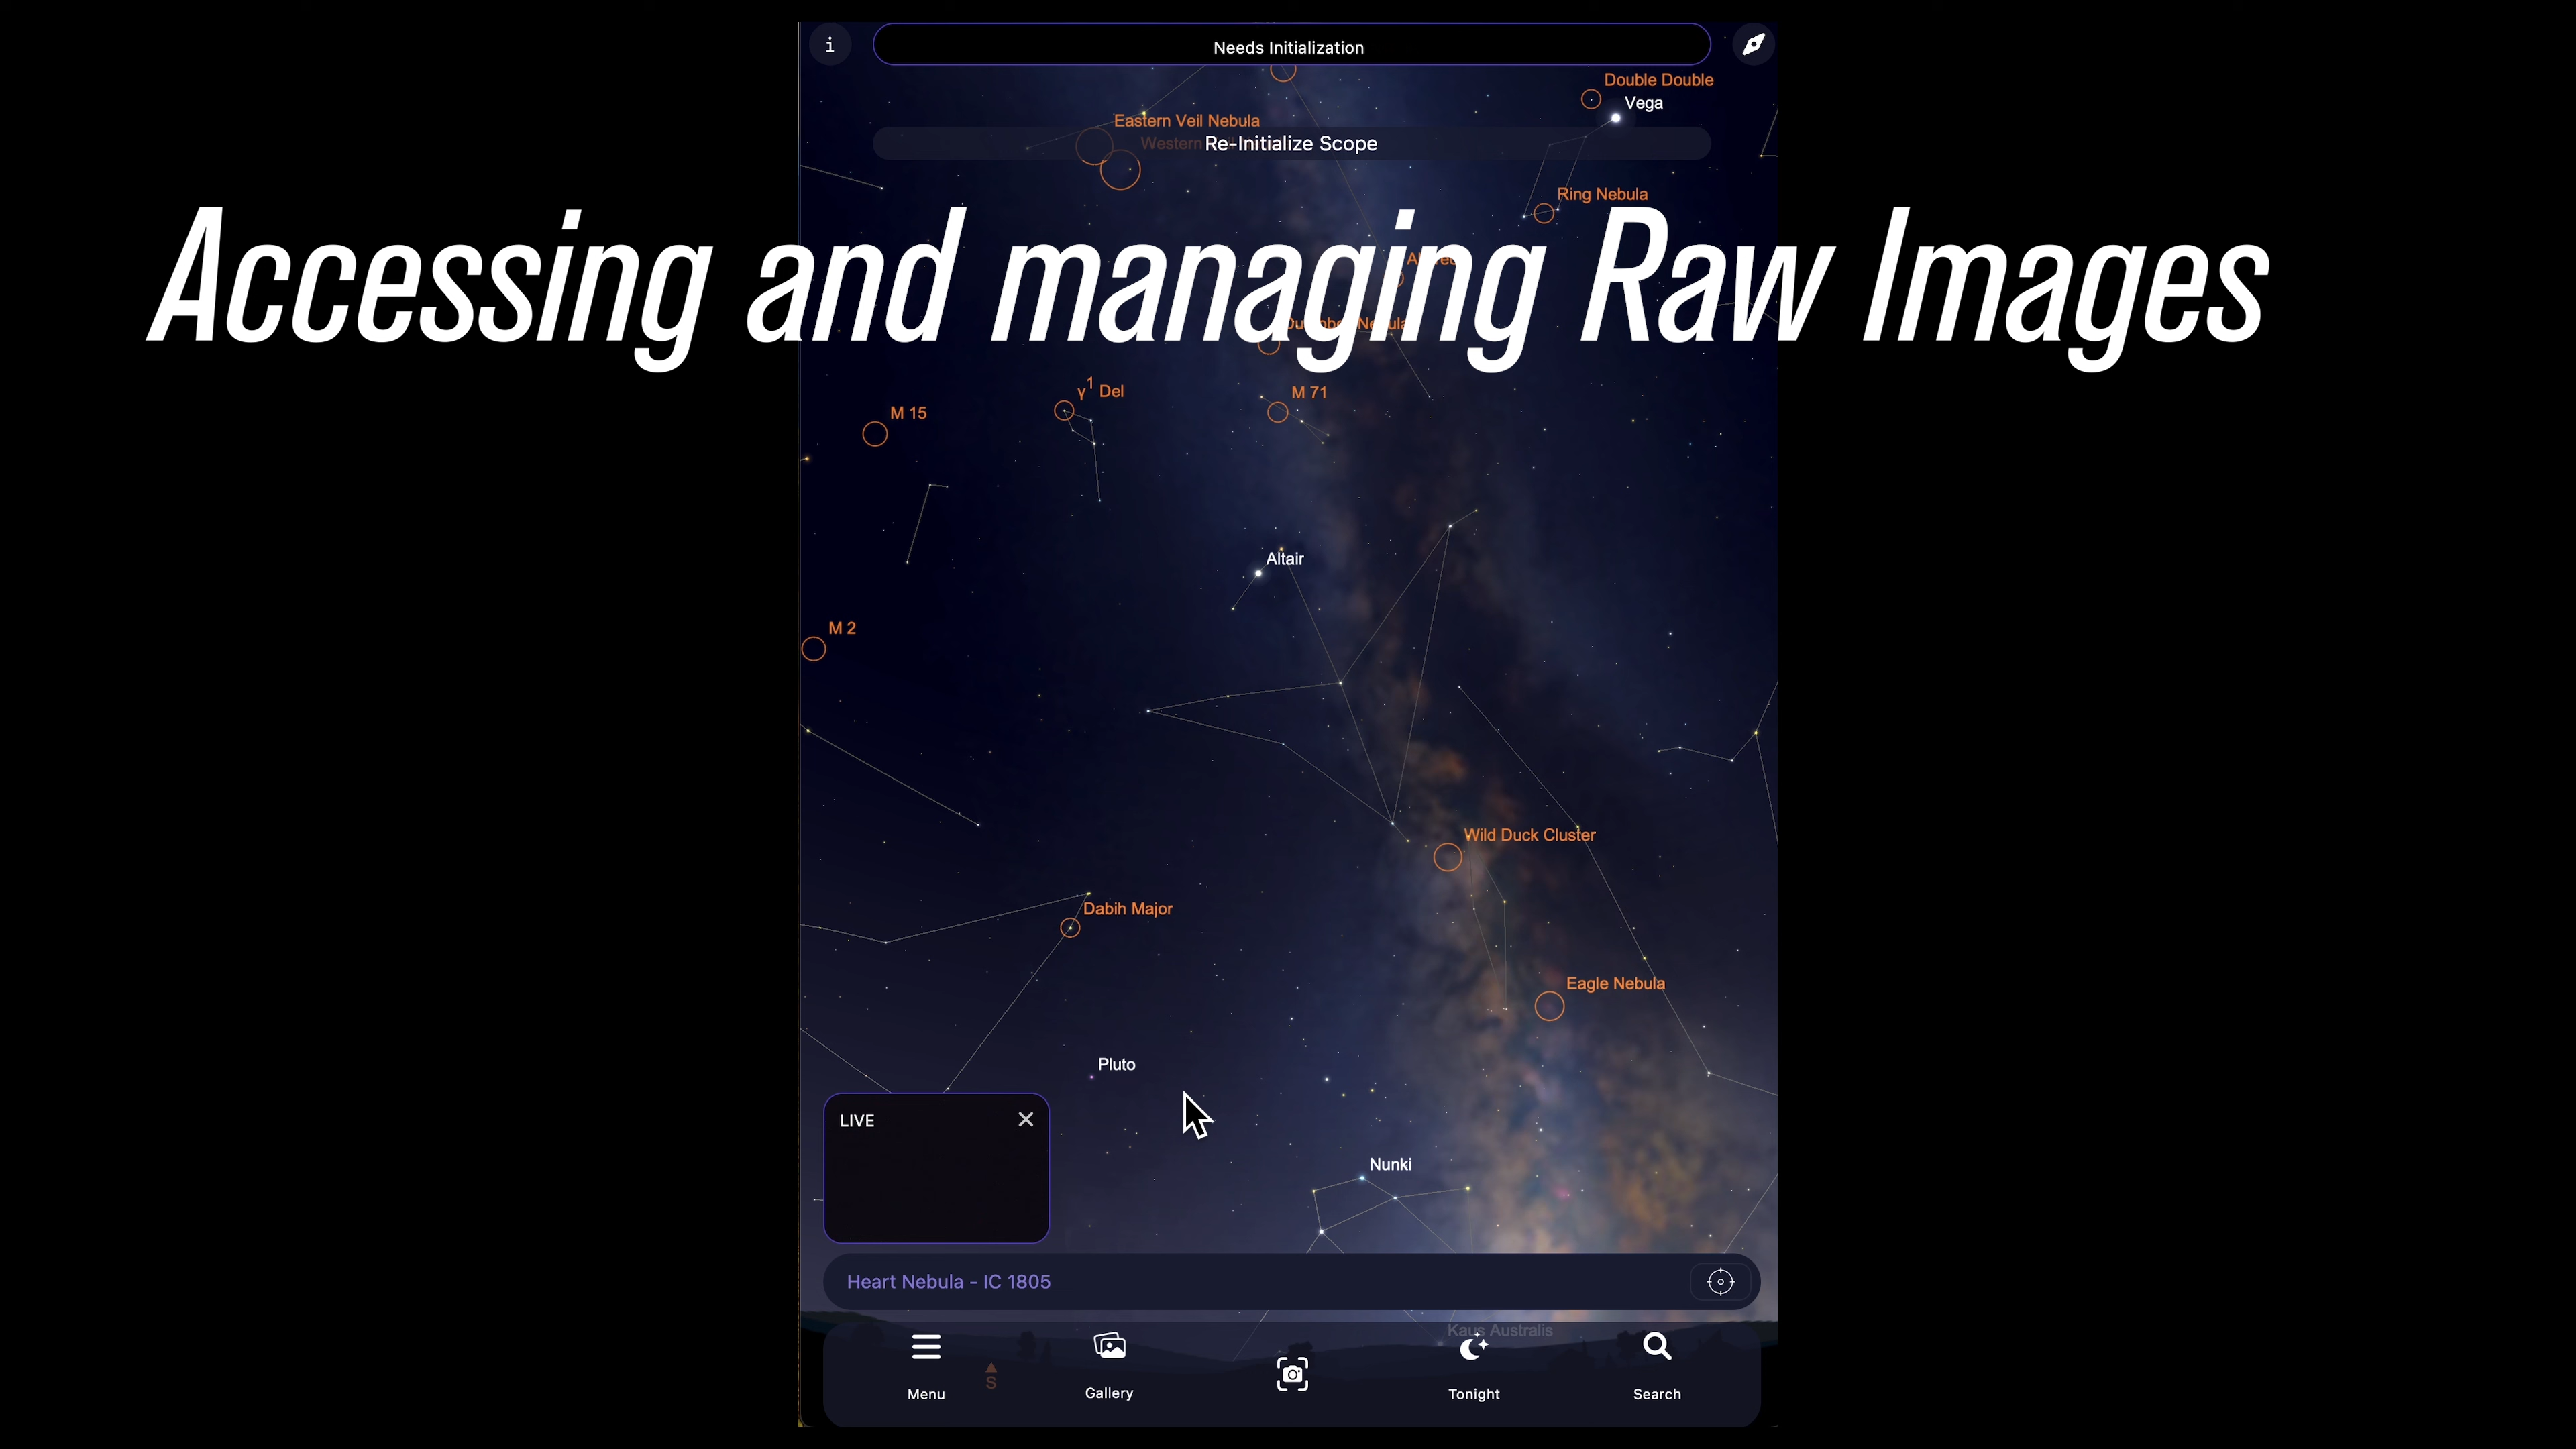 i
Needs Initialization
Double Double
Vega
Eastern Veil Nebula
Western
Re-Initialize Scope
Ring Nebula
Accessing and managing Raw Images
γ¹ Del
M 71
M 15
Altair
M 2
Wild Duck Cluster
Dabih Major
Eagle Nebula
Pluto
LIVE
Nunki
Heart Nebula - IC 1805
Kaus Australis
S
Menu
Gallery
Tonight
Search